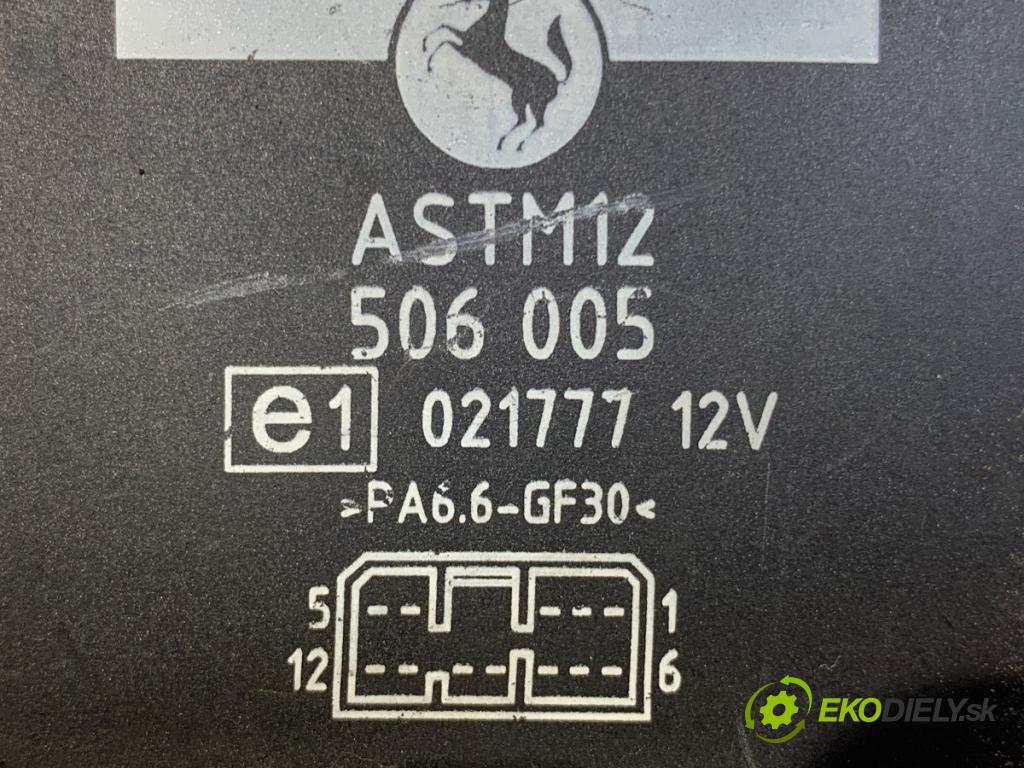 ASTM12
506 005
e1 021777 12V
>PA6.6-GF30<
5 1
12 6
EKODIELY.sk